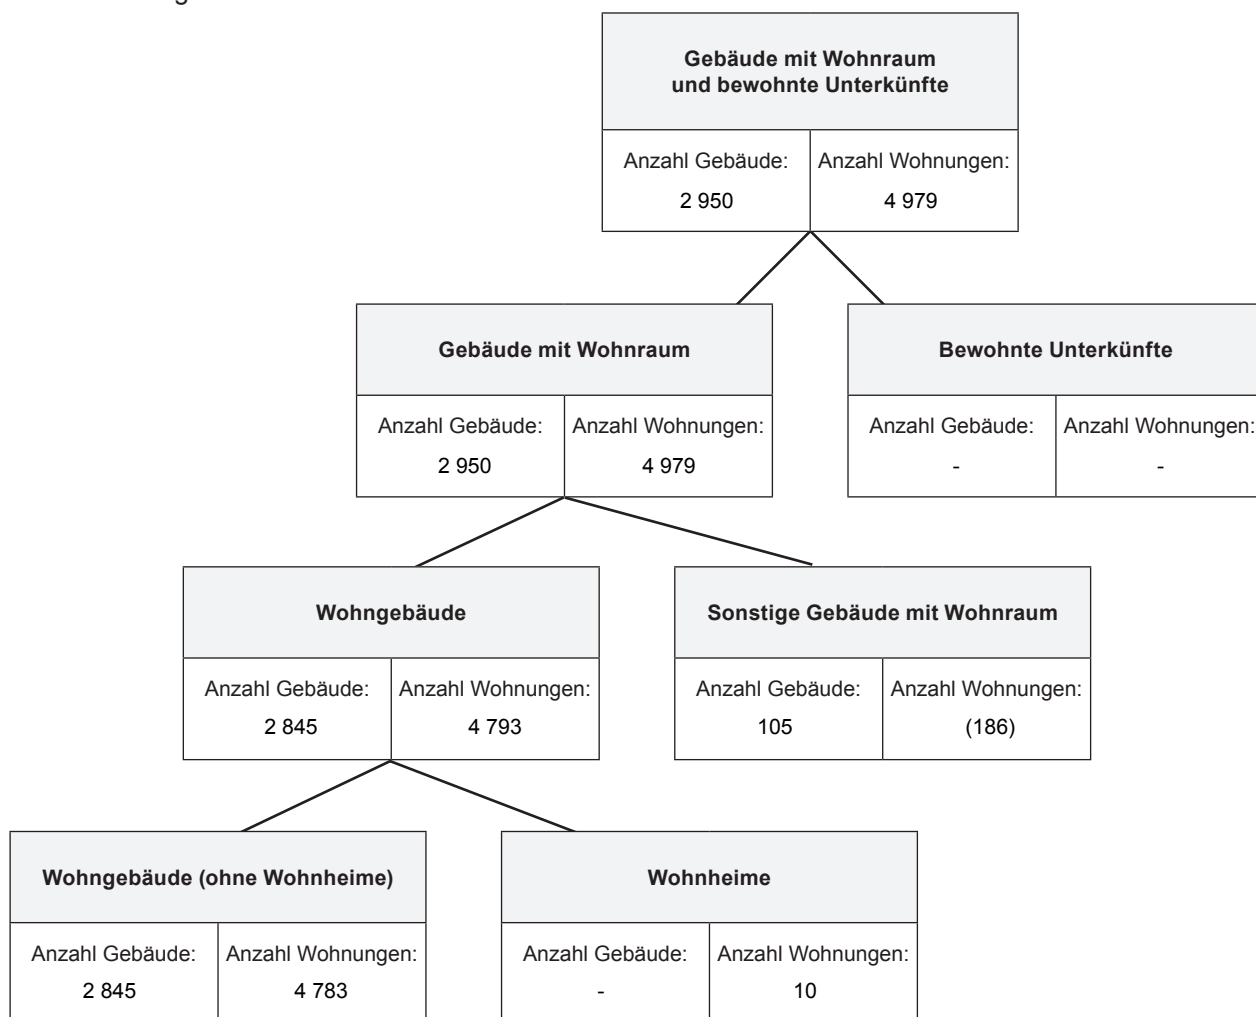 Gebäude mit Wohnraum
und bewohnte Unterkünfte
Anzahl Gebäude: Anzahl Wohnungen:
2 950 4 979
Gebäude mit Wohnraum Bewohnte Unterkünfte
Anzahl Gebäude: Anzahl Wohnungen: Anzahl Gebäude: Anzahl Wohnungen:
2 950 4 979 - -
Wohngebäude Sonstige Gebäude mit Wohnraum
Anzahl Gebäude: Anzahl Wohnungen: Anzahl Gebäude: Anzahl Wohnungen:
2 845 4 793 105 (186)
Wohngebäude (ohne Wohnheime) Wohnheime
Anzahl Gebäude: Anzahl Wohnungen: Anzahl Gebäude: Anzahl Wohnungen:
2 845 4 783 - 10